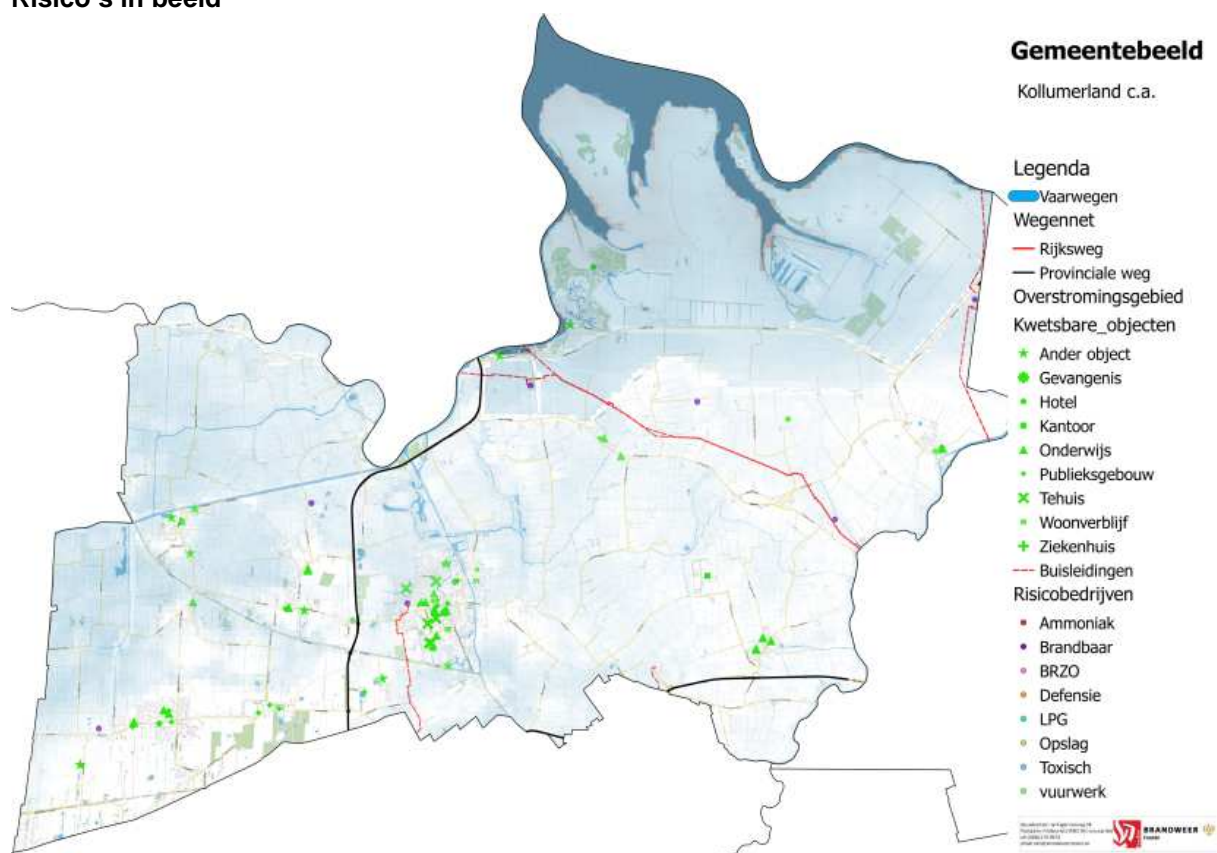 Risico's in beeld
Gemeentebeeld
Kollumerland c.a.
Legenda
Vaarwegen
Wegennet
Rijksweg
Provinciale weg
Overstromingsgebied
Kwetsbare_objecten
Ander object
Gevangenis
Hotel
Kantoor
Onderwijs
Publieksgebouw
Tehuis
Woonverblijf
Ziekenhuis
Buisleidingen
Risicobedrijven
Ammoniak
Brandbaar
BRZO
Defensie
LPG
Opslag
Toxisch
vuurwerk
BRANDWEER